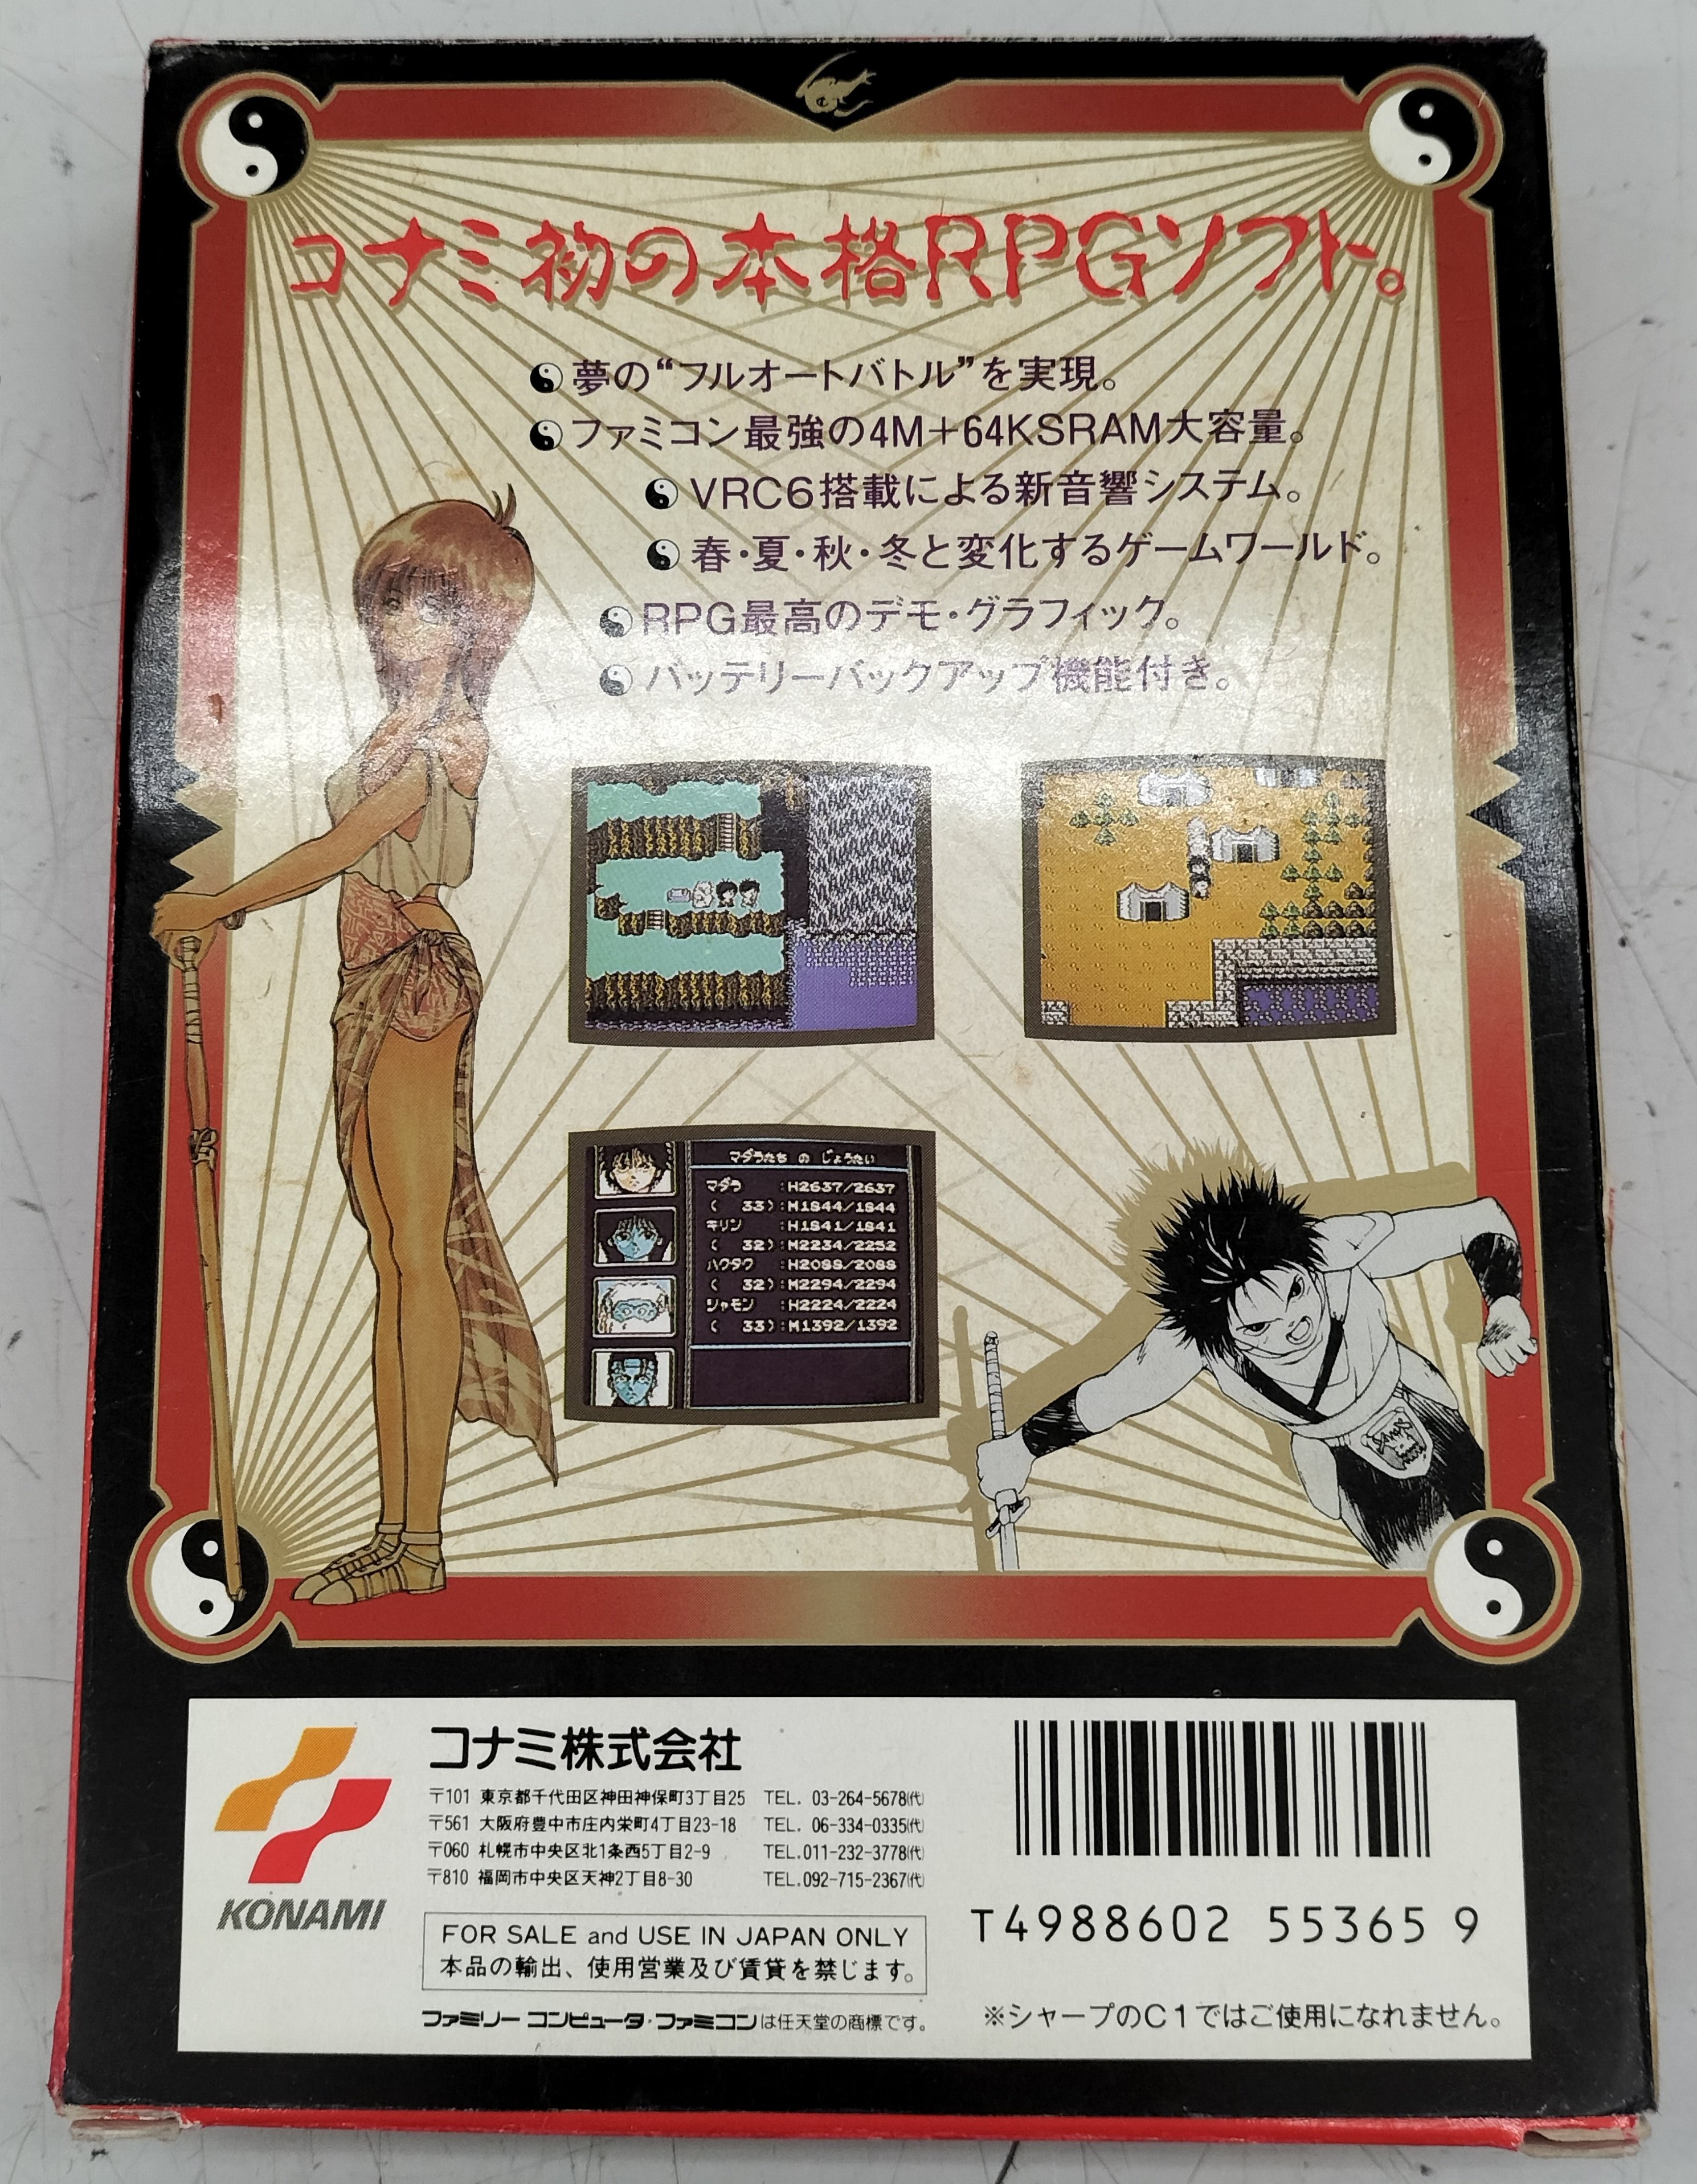 コナミ初の本格RPGソフト。
夢の“フルオートバトル”を実現。
ファミコン最強の4M+64KSRAM大容量。
VRC6搭載による新音響システム。
春・夏・秋・冬と変化するゲームワールド。
RPG最高のデモ・グラフィック。
バッテリーバックアップ機能付き。
マダラたち の じょうたい
マダラ :H2637/2637
( 33):M1844/1844
キリン :H1841/1841
( 32):M2234/2252
ハクタク :H2088/2088
( 32):M2294/2294
シャモン :H2224/2224
( 33):M1392/1392
KONAMI
コナミ株式会社
〒101 東京都千代田区神田神保町3丁目25 TEL. 03-264-5678(代)
〒561 大阪府豊中市庄内栄町4丁目23-18 TEL. 06-334-0335(代)
〒060 札幌市中央区北1条西5丁目2-9 TEL.011-232-3778(代)
〒810 福岡市中央区天神2丁目8-30 TEL.092-715-2367(代)
FOR SALE and USE IN JAPAN ONLY
本品の輸出、使用営業及び賃貸を禁じます。
ファミリーコンピュータ・ファミコンは任天堂の商標です。
T4988602 55365 9
※シャープのC1ではご使用になれません。